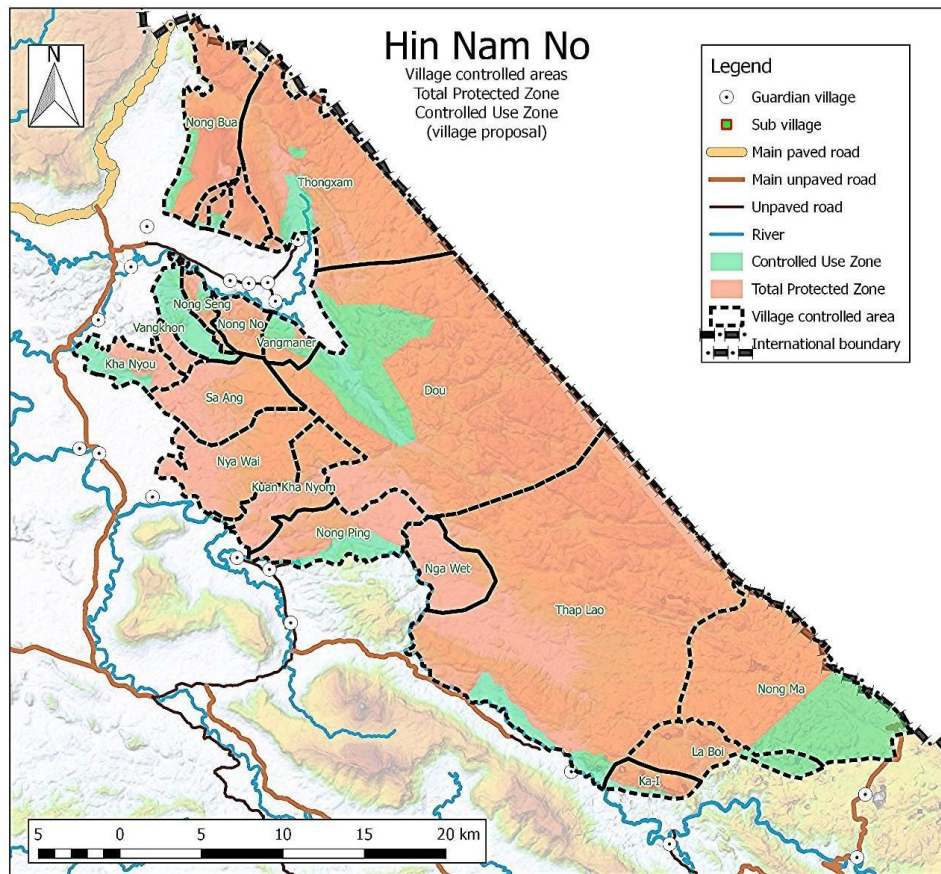 Hin Nam No
Village controlled areas
Total Protected Zone
Controlled Use Zone
(village proposal)
N
Legend
Guardian village
Sub village
Main paved road
Main unpaved road
Unpaved road
River
Controlled Use Zone
Total Protected Zone
Village controlled area
International boundary
Nong Bua
Thongxam
Nong Seng
Nong No
Vangkhon
Vangmaner
Kha Nyou
Dou
Sa Ang
Nya Wai
Kuan Kha Nyom
Nong Ping
Nga Wet
Thap Lao
Nong Ma
La Boi
Ka-I
5 0 5 10 15 20 km